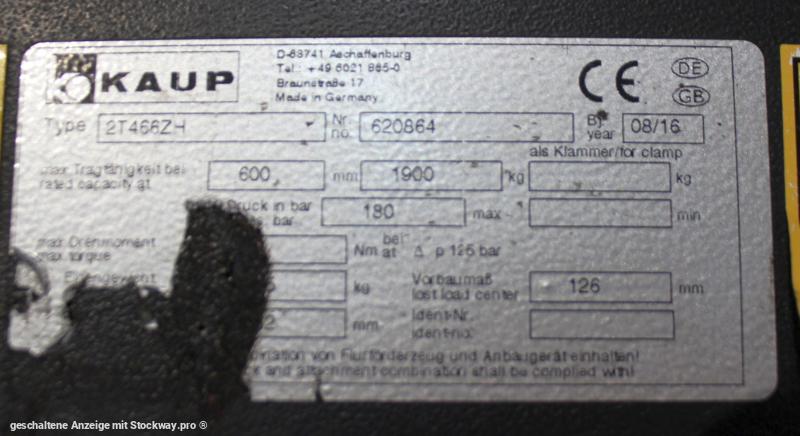 KAUP
D-63741 Aschaffenburg
Tel.: +49 6021 865-0
Braunstraße 17
Made in Germany
CE
DE
GB
Type 2T466ZH Nr. no. 620864 Bj. year 08/16
als Klammer/for clamp
max. Tragfähigkeit bei
rated capacity at 600 mm 1900 kg kg
Druck in bar
bar 180 max min
max. Drehmoment
max. torque Nm bei at Δ p 125 bar
Eigengewicht
kg Vorbaumaß
lost load center 126 mm
2 mm Ident-Nr.
ident-no.
von Flurförderzeug und Anbaugerät einhalten!
and attachment combination shall be complied with!
geschaltene Anzeige mit Stockway.pro ®